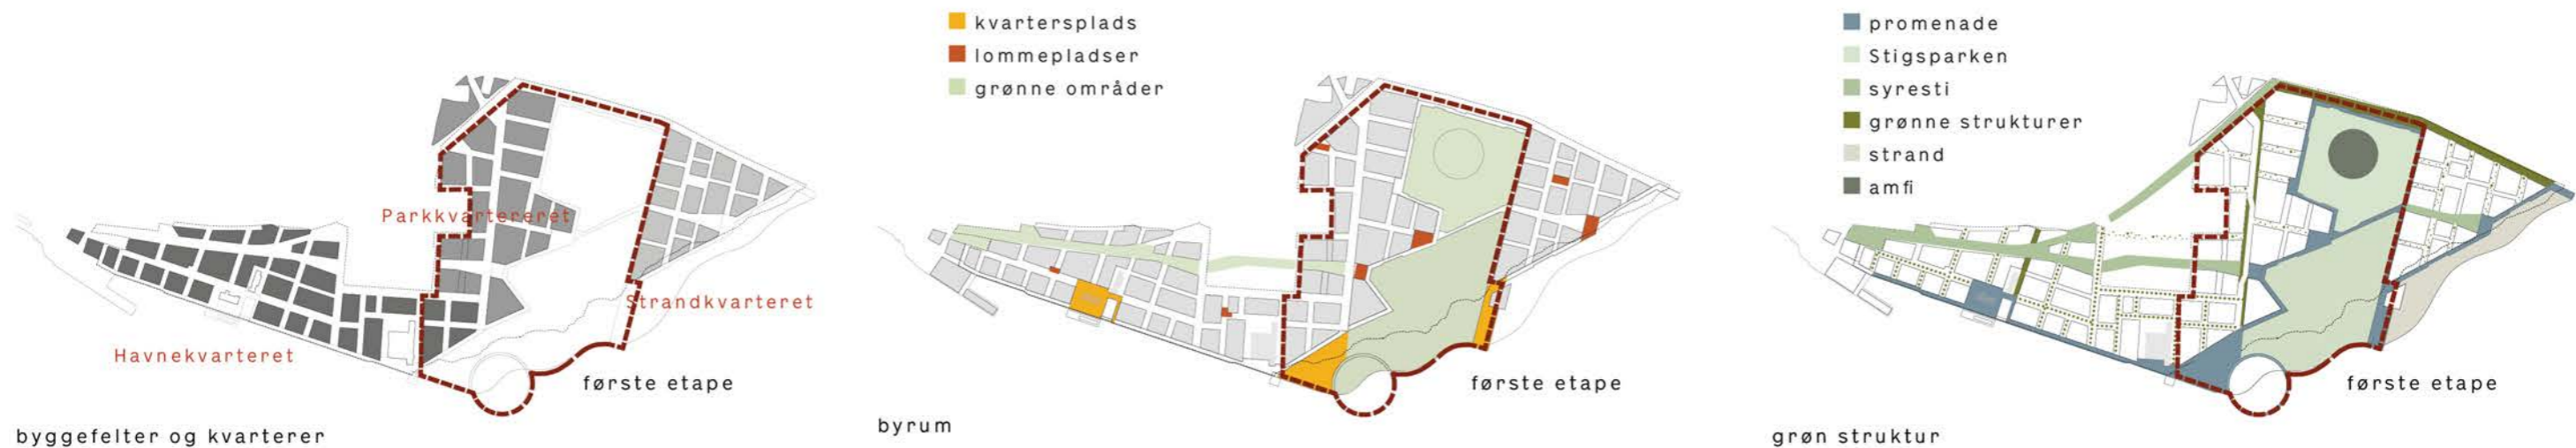 Parkkvartereret
Strandkvarteret
Havnekvarteret
første etape
byggefelter og kvarterer
kvartersplads
lommepladser
grønne områder
første etape
byrum
promenade
Stigsparken
syresti
grønne strukturer
strand
amfi
første etape
grøn struktur